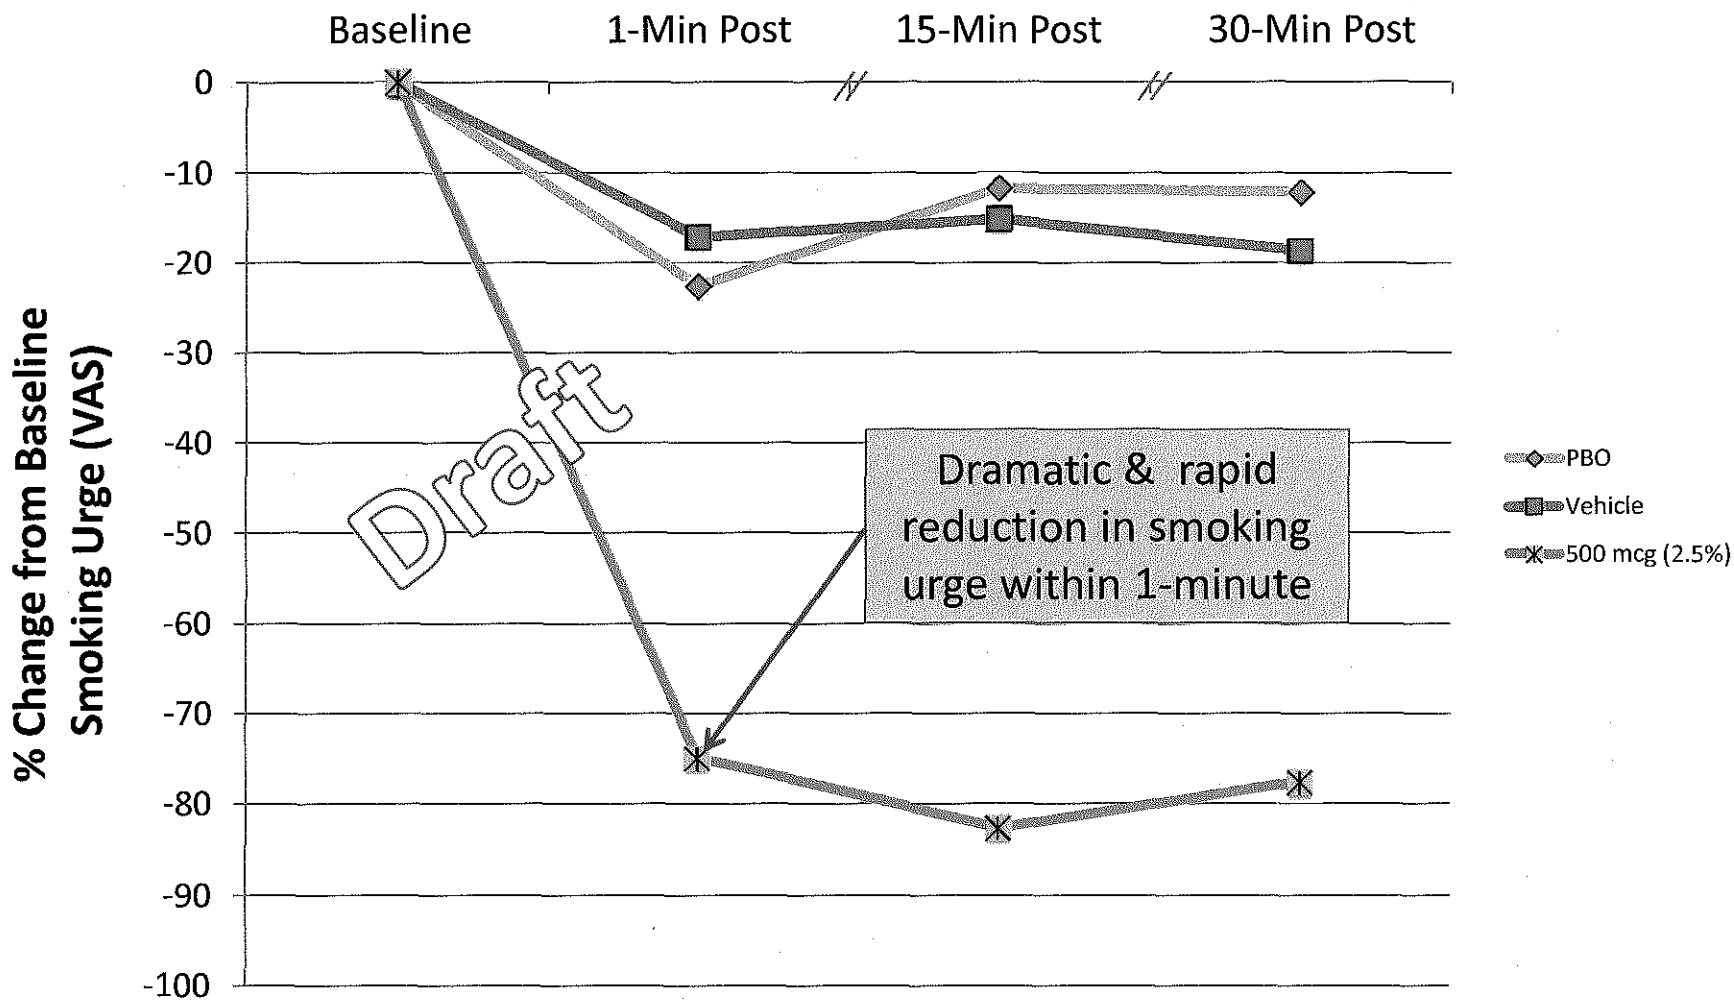 Baseline 1-Min Post 15-Min Post 30-Min Post
0
-10
-20
-30
-40
-50
-60
-70
-80
-90
-100
% Change from Baseline
Smoking Urge (VAS)
Draft
Dramatic & rapid
reduction in smoking
urge within 1-minute
PBO
Vehicle
500 mcg (2.5%)